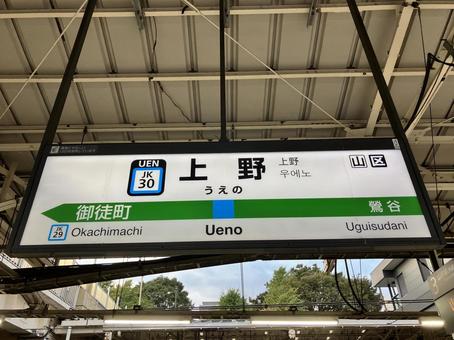 UEN
JK
30
上野
うえの
上野
우에노
山 区
御徒町
鶯谷
JK
29
Okachimachi
Ueno
Uguisudani